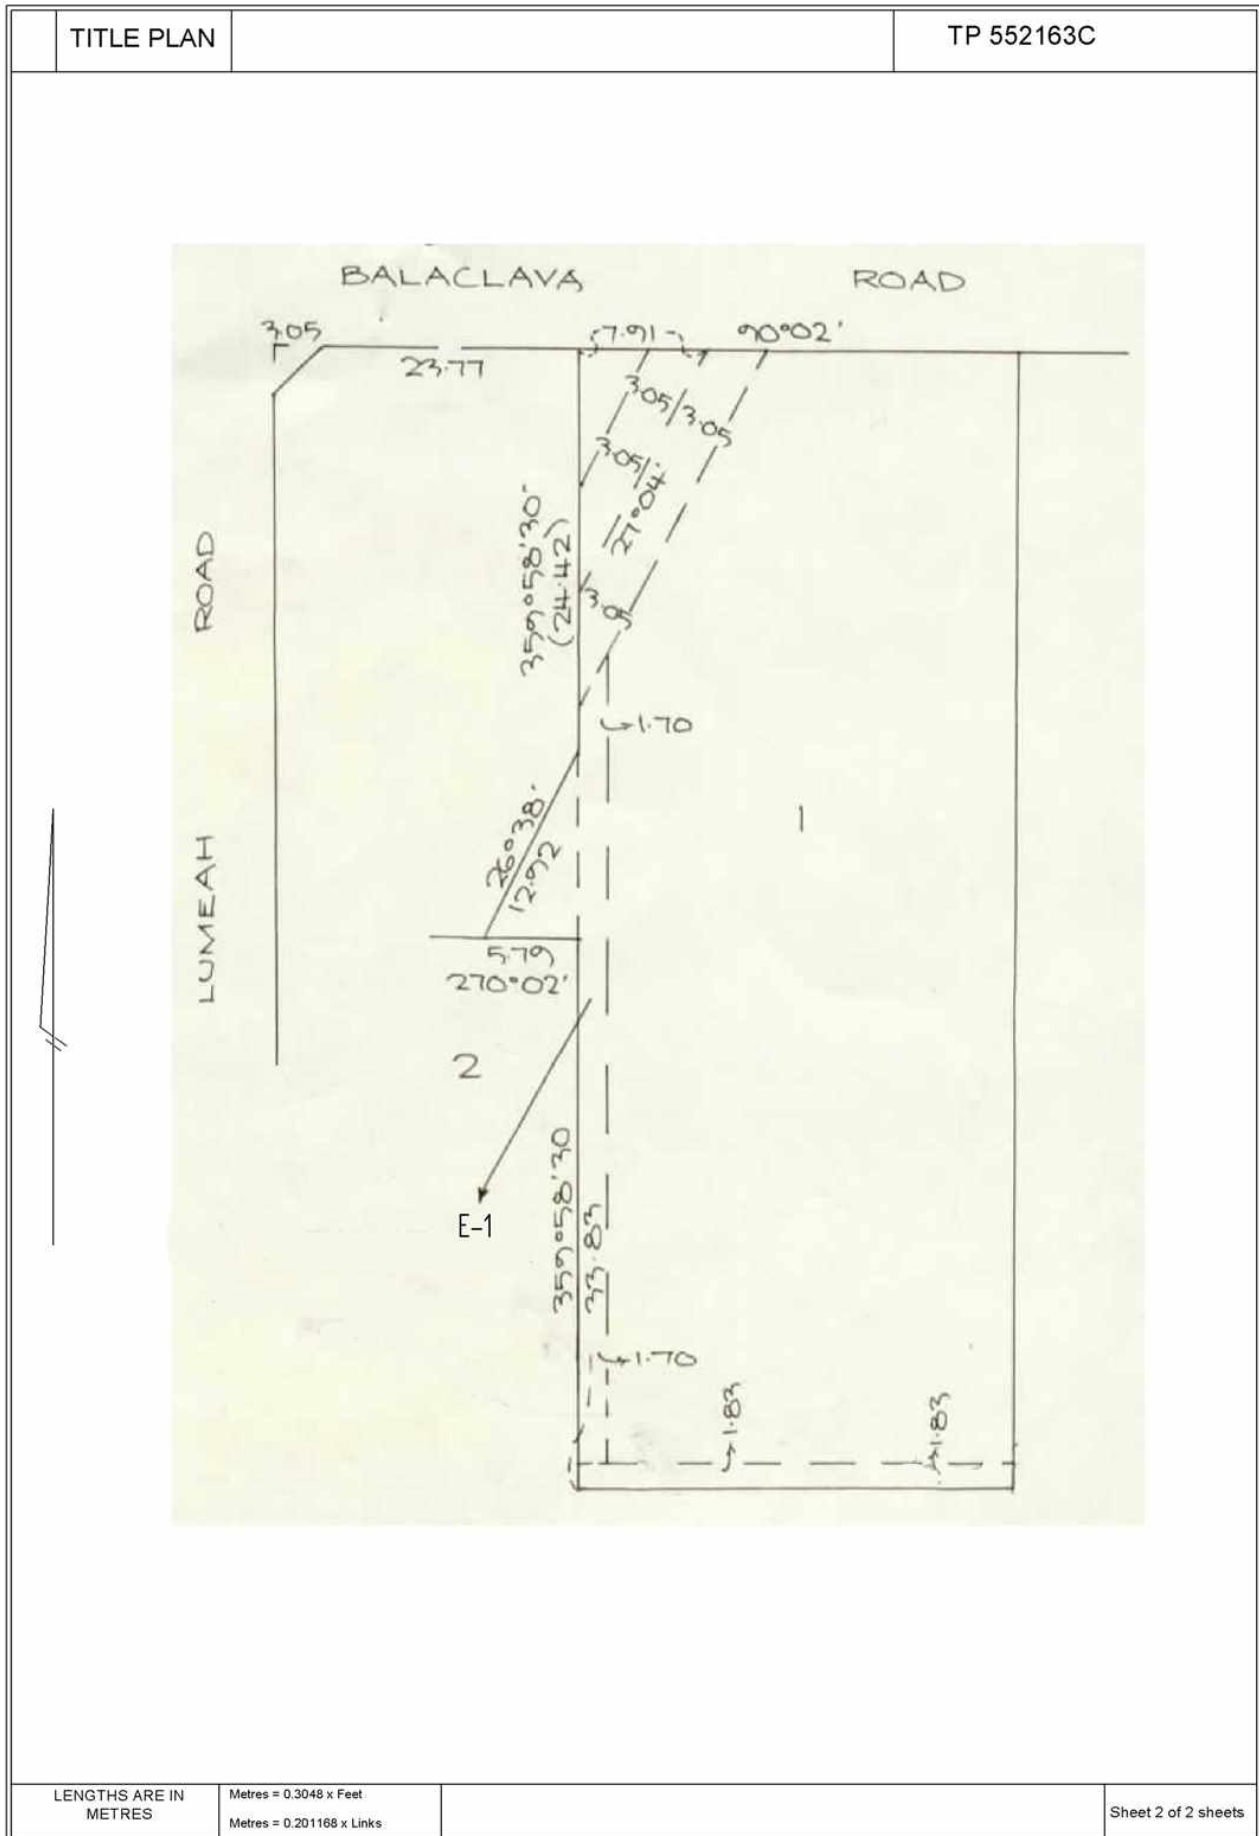 TITLE PLAN
TP 552163C
BALACLAVA ROAD
3.05
7.91
90°02'
23.77
3.05/3.05
3.05/
27°04'
3.05
359°58'30"
(24.42)
ROAD
1.70
1
26°38'
12.92
LUMEAH
5.79
270°02'
2
E-1
359°58'30
33.83
1.70
1.83
1.83
LENGTHS ARE IN
METRES
Metres = 0.3048 x Feet
Metres = 0.201168 x Links
Sheet 2 of 2 sheets